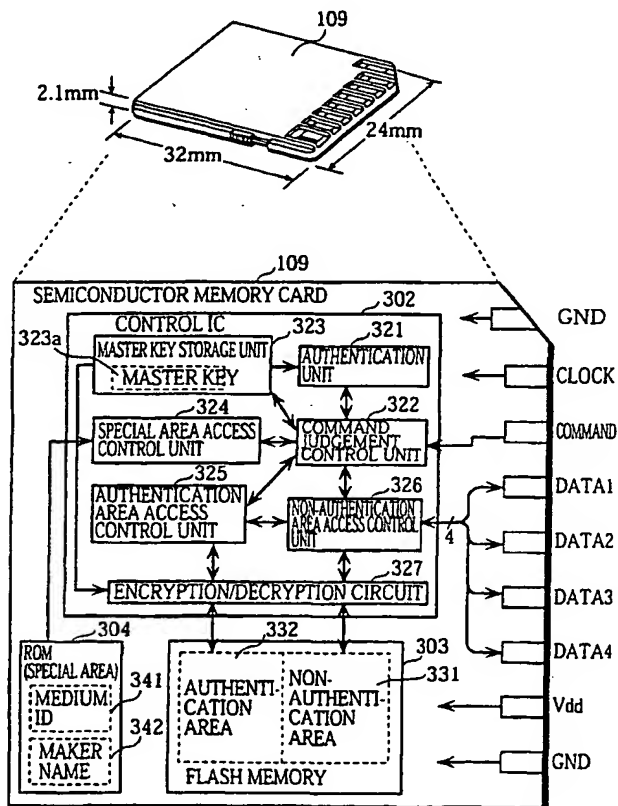 109
2.1mm
32mm
24mm
109
SEMICONDUCTOR MEMORY CARD
302
CONTROL IC
323
321
323a
MASTER KEY STORAGE UNIT
MASTER KEY
AUTHENTICATION
UNIT
324
322
SPECIAL AREA ACCESS
CONTROL UNIT
COMMAND
JUDGEMENT
CONTROL UNIT
325
326
AUTHENTICATION
AREA ACCESS
CONTROL UNIT
NON-AUTHENTICATION
AREA ACCESS CONTROL
UNIT
4
327
ENCRYPTION/DECRYPTION CIRCUIT
304
332
303
ROM
(SPECIAL AREA)
341
331
MEDIUM
ID
342
MAKER
NAME
AUTHENTI-
CATION
AREA
NON-
AUTHENTI-
CATION
AREA
FLASH MEMORY
GND
CLOCK
COMMAND
DATA1
DATA2
DATA3
DATA4
Vdd
GND